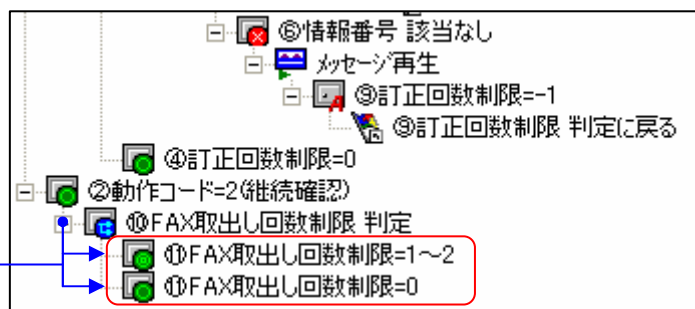 ⑥情報番号 該当なし
メッセージ再生
⑨訂正回数制限=-1
⑨訂正回数制限 判定に戻る
④訂正回数制限=0
②動作コード=2(継続確認)
⑩FAX取出し回数制限 判定
⑪FAX取出し回数制限=1～2
⑪FAX取出し回数制限=0